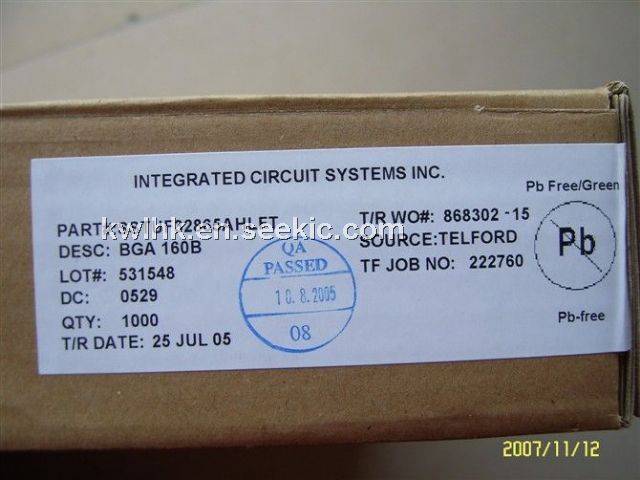 INTEGRATED CIRCUIT SYSTEMS INC.
Pb Free/Green
T/R WO#: 868302 -15
DESC: BGA 160B
SOURCE:TELFORD
LOT#: 531548
TF JOB NO: 222760
DC: 0529
QTY: 1000
T/R DATE: 25 JUL 05
QA
PASSED
10.8.2005
08
Pb
Pb-free
kwlhk.seekic.com
2007/11/12